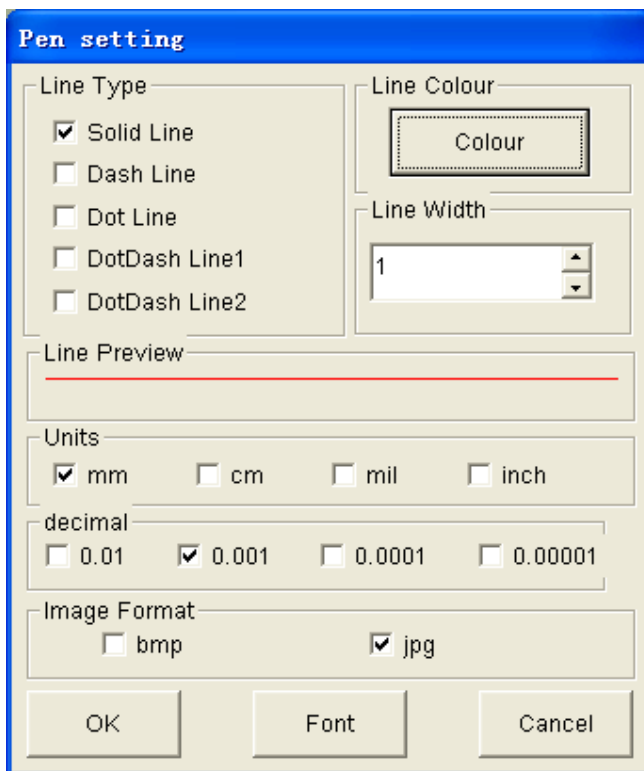 Pen setting
Line Type
Solid Line
Dash Line
Dot Line
DotDash Line1
DotDash Line2
Line Colour
Colour
Line Width
1
Line Preview
Units
mm cm mil inch
decimal
0.01 0.001 0.0001 0.00001
Image Format
bmp jpg
OK Font Cancel